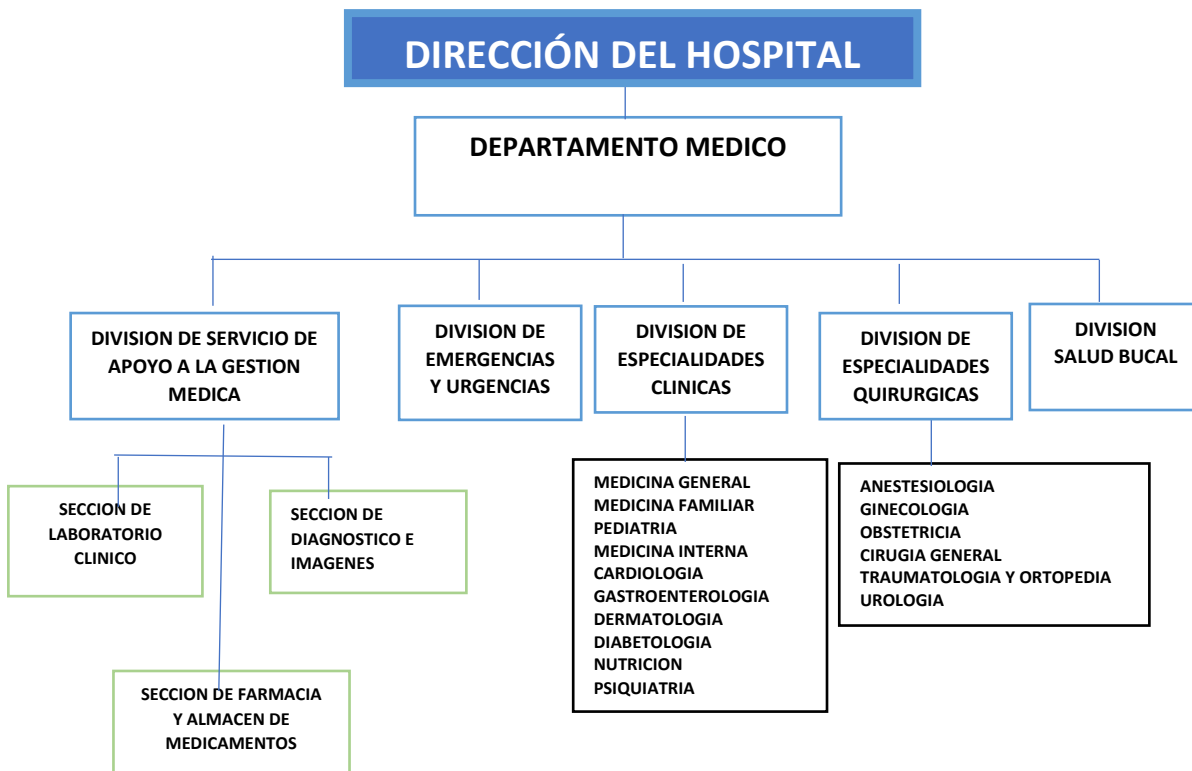 DIRECCIÓN DEL HOSPITAL
DEPARTAMENTO MEDICO
DIVISION DE SERVICIO DE
APOYO A LA GESTION
MEDICA
DIVISION DE
EMERGENCIAS
Y URGENCIAS
DIVISION DE
ESPECIALIDADES
CLINICAS
DIVISION DE
ESPECIALIDADES
QUIRURGICAS
DIVISION
SALUD BUCAL
SECCION DE
LABORATORIO
CLINICO
SECCION DE
DIAGNOSTICO E
IMAGENES
SECCION DE FARMACIA
Y ALMACEN DE
MEDICAMENTOS
MEDICINA GENERAL
MEDICINA FAMILIAR
PEDIATRIA
MEDICINA INTERNA
CARDIOLOGIA
GASTROENTEROLOGIA
DERMATOLOGIA
DIABETOLOGIA
NUTRICION
PSIQUIATRIA
ANESTESIOLOGIA
GINECOLOGIA
OBSTETRICIA
CIRUGIA GENERAL
TRAUMATOLOGIA Y ORTOPEDIA
UROLOGIA